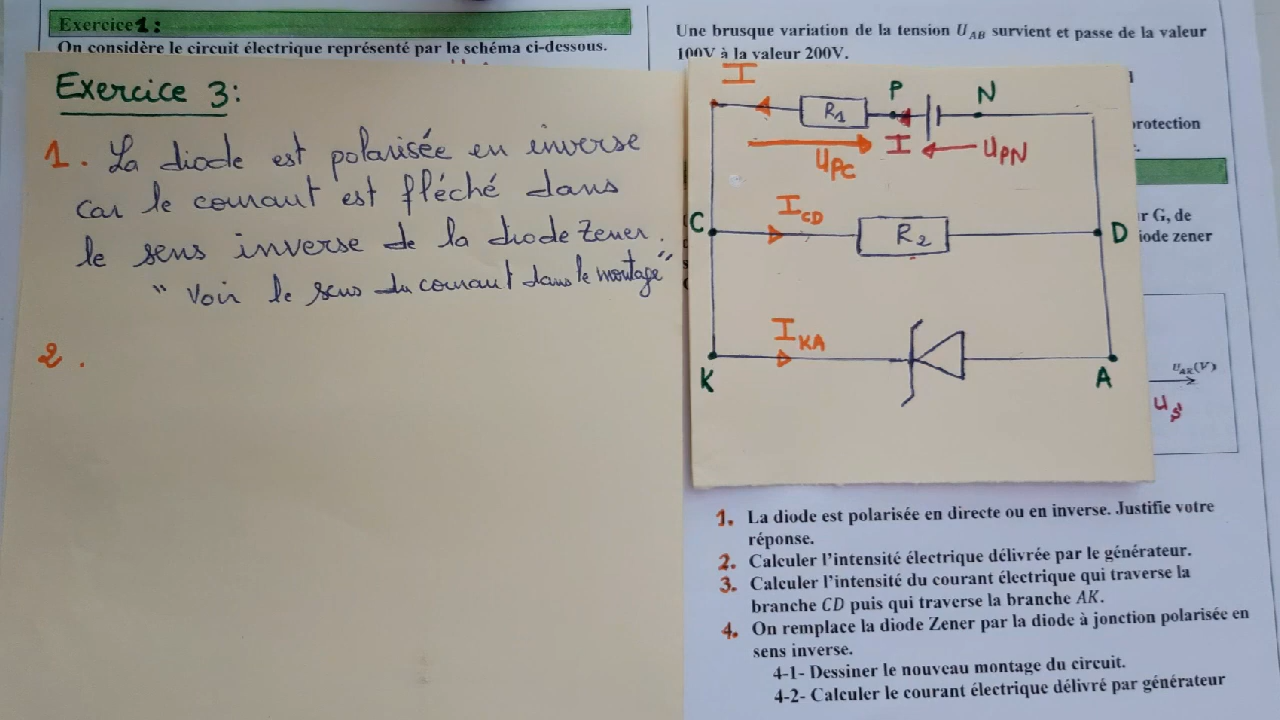 Exercice 1:
On considère le circuit électrique représenté par le schéma ci-dessous.
Une brusque variation de la tension U_AB survient et passe de la valeur
100V à la valeur 200V.
Exercice 3:
1. La diode est polarisée en inverse
car le courant est fléché dans
le sens inverse de la diode Zener.
"Voir le sens du courant dans le montage"
2.
I
R1
P
N
I
U_PN
U_PC
C
I_CD
R2
D
I_KA
K
A
rotection
r G, de
iode zener
U_AK(V)
1. La diode est polarisée en directe ou en inverse. Justifie votre
réponse.
2. Calculer l'intensité électrique délivrée par le générateur.
3. Calculer l'intensité du courant électrique qui traverse la
branche CD puis qui traverse la branche AK.
4. On remplace la diode Zener par la diode à jonction polarisée en
sens inverse.
4-1- Dessiner le nouveau montage du circuit.
4-2- Calculer le courant électrique délivré par générateur